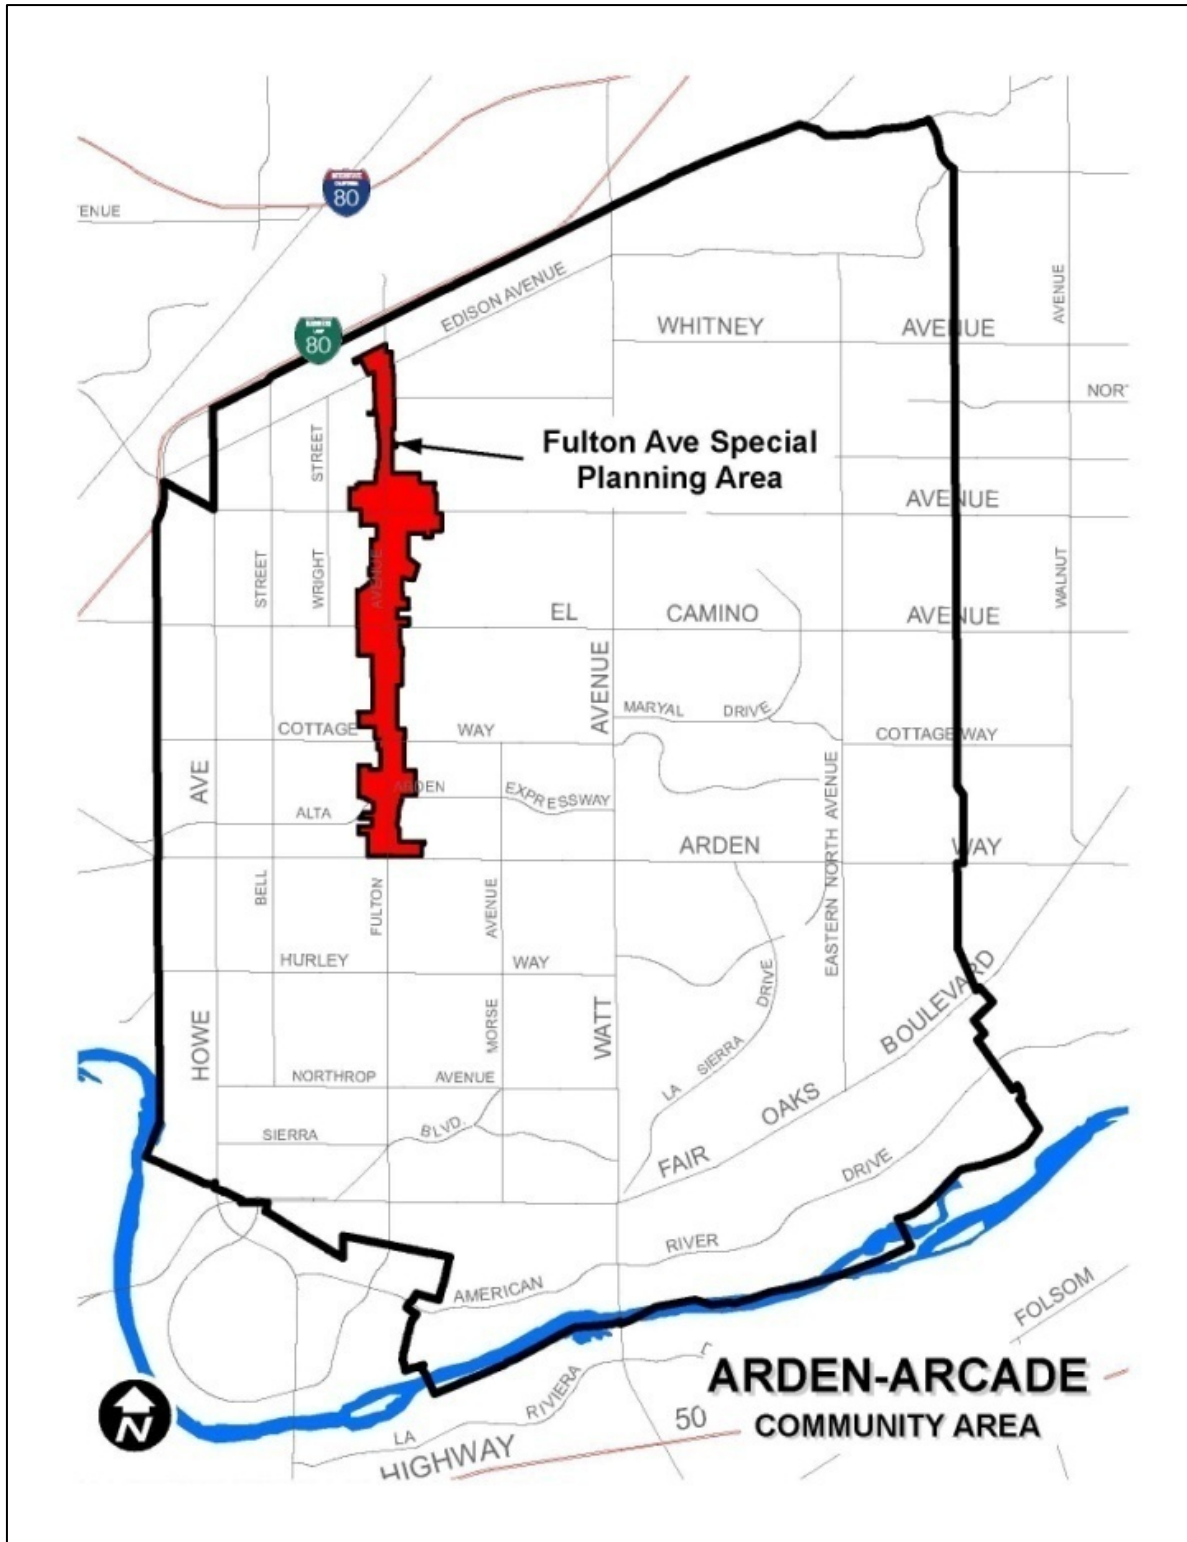 INTERSTATE
CALIFORNIA
80
ENUE
80
EDISON AVENUE
WHITNEY AVENUE
AVENUE
NOR
STREET
Fulton Ave Special
Planning Area
AVENUE
STREET
WRIGHT
AVENUE
WALNUT
EL CAMINO AVENUE
AVENUE
MARYAL DRIVE
COTTAGE WAY
COTTAGE WAY
AVE
ARDEN EXPRESSWAY
EASTERN NORTH AVENUE
ALTA
ARDEN WAY
BELL
FULTON
AVENUE
HURLEY WAY
DRIVE
BOULEVARD
HOWE
MORSE
WATT
SIERRA
LA
NORTHROP AVENUE
OAKS
SIERRA
BLVD.
FAIR
DRIVE
RIVER
AMERICAN
FOLSOM
ARDEN-ARCADE
COMMUNITY AREA
RIVIERA
LA
50
HIGHWAY
N